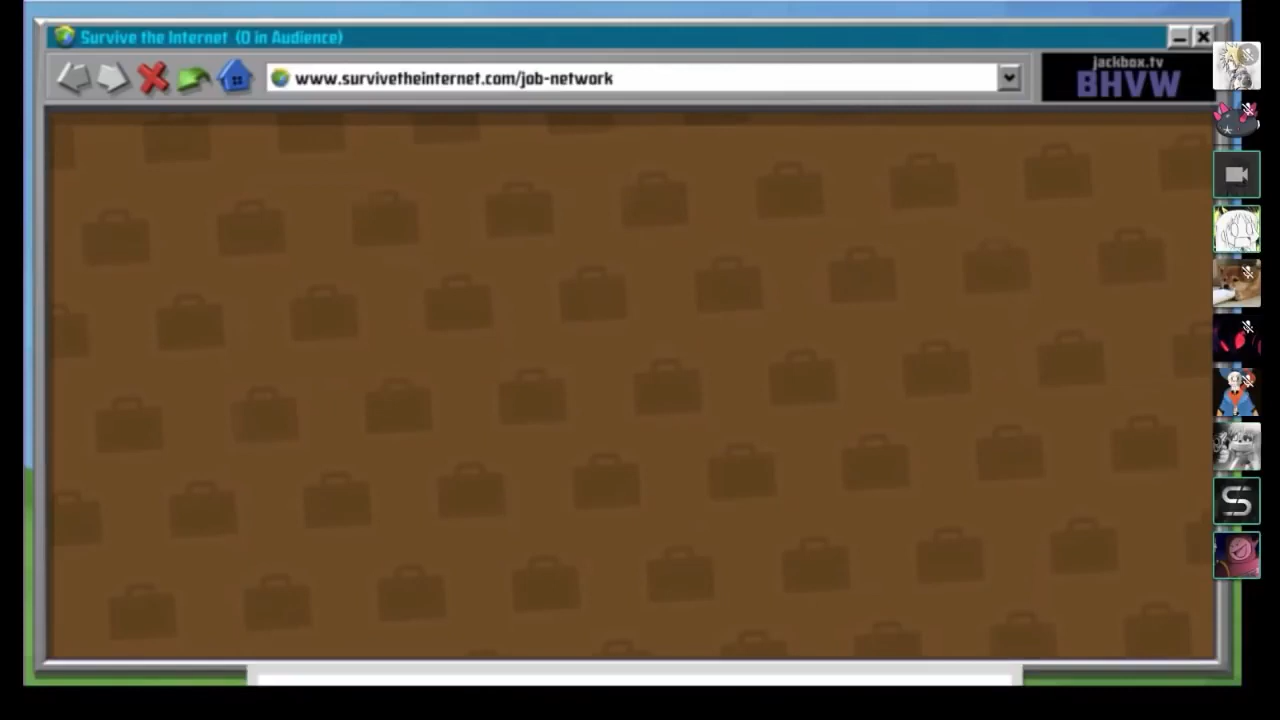 Survive the Internet (0 in Audience)
www.survivetheinternet.com/job-network
jackbox.tv
BHVW